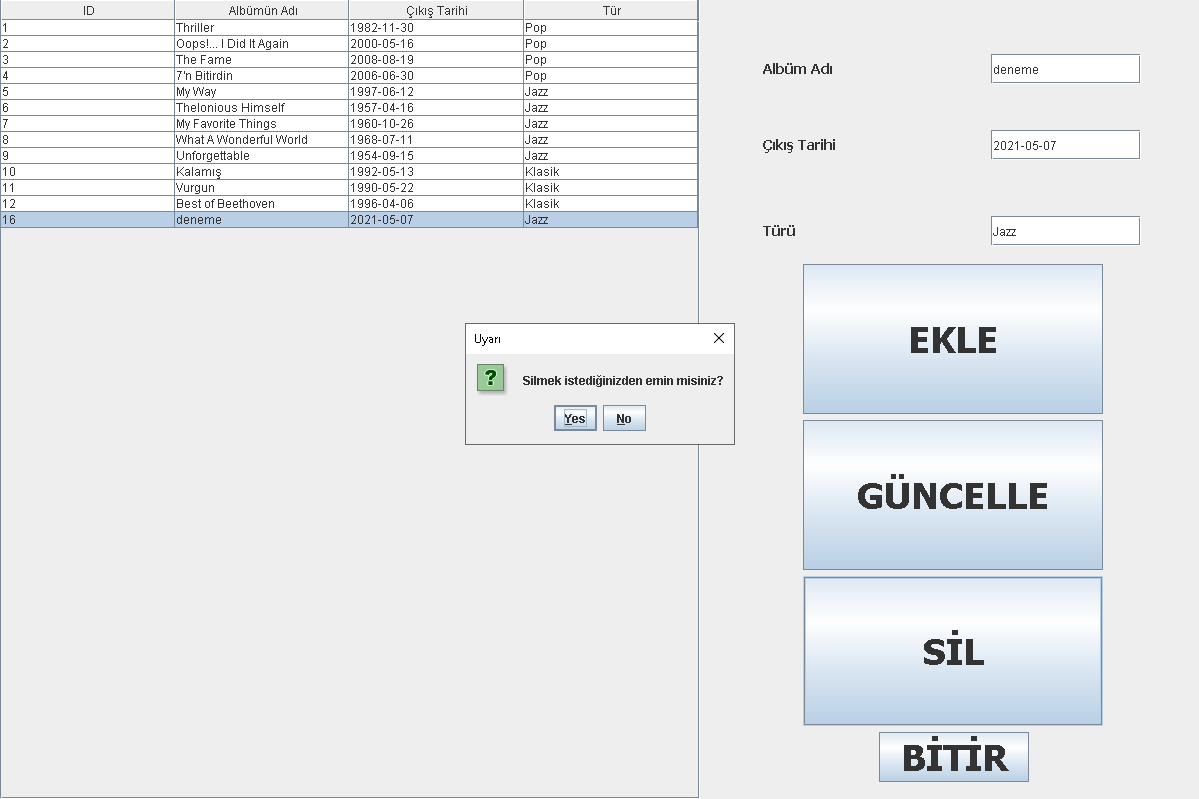 ID Albümün Adı Çıkış Tarihi Tür
1 Thriller 1982-11-30 Pop
2 Oops!... I Did It Again 2000-05-16 Pop
3 The Fame 2008-08-19 Pop
4 7'n Bitirdin 2006-06-30 Pop
5 My Way 1997-06-12 Jazz
6 Thelonious Himself 1957-04-16 Jazz
7 My Favorite Things 1960-10-26 Jazz
8 What A Wonderful World 1968-07-11 Jazz
9 Unforgettable 1954-09-15 Jazz
10 Kalamış 1992-05-13 Klasik
11 Vurgun 1990-05-22 Klasik
12 Best of Beethoven 1996-04-06 Klasik
16 deneme 2021-05-07 Jazz
Albüm Adı deneme
Çıkış Tarihi 2021-05-07
Türü Jazz
EKLE
GÜNCELLE
SİL
BİTİR
Uyarı
? Silmek istediğinizden emin misiniz?
Yes No